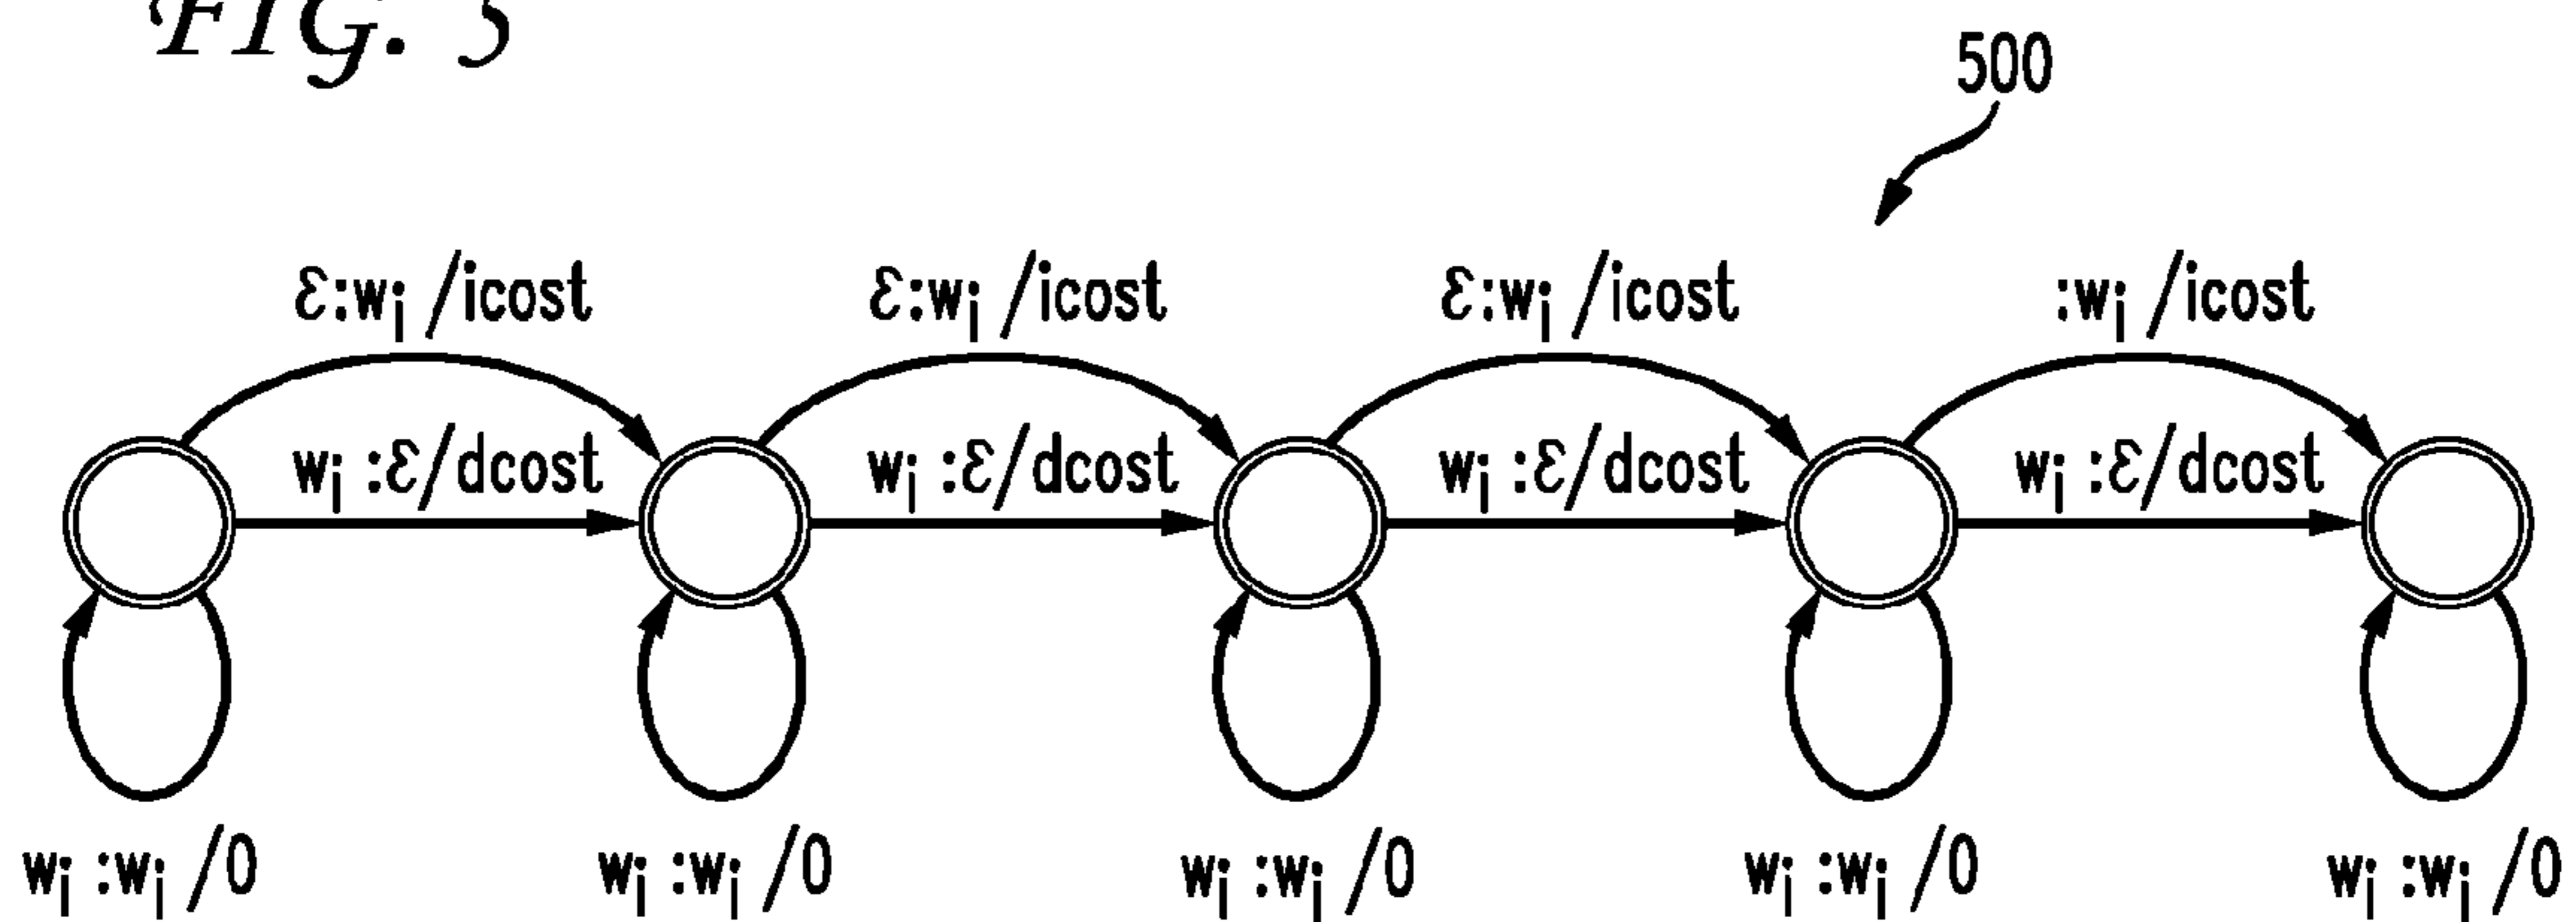 FIG. 5
500
ε:wᵢ /icost ε:wᵢ /icost ε:wᵢ /icost :wᵢ /icost
wᵢ :ε/dcost wᵢ :ε/dcost wᵢ :ε/dcost wᵢ :ε/dcost
wᵢ :wᵢ /0 wᵢ :wᵢ /0 wᵢ :wᵢ /0 wᵢ :wᵢ /0 wᵢ :wᵢ /0